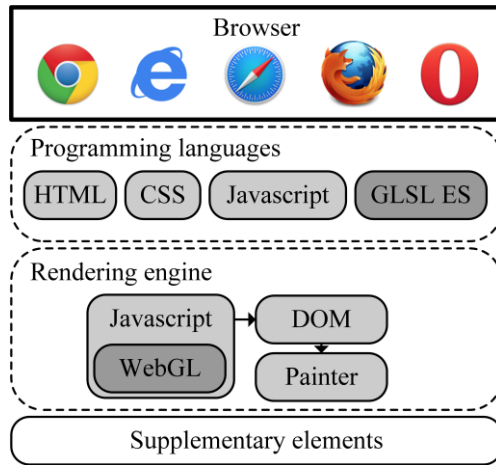 Browser
Programming languages
HTML CSS Javascript GLSL ES
Rendering engine
Javascript DOM
WebGL Painter
Supplementary elements